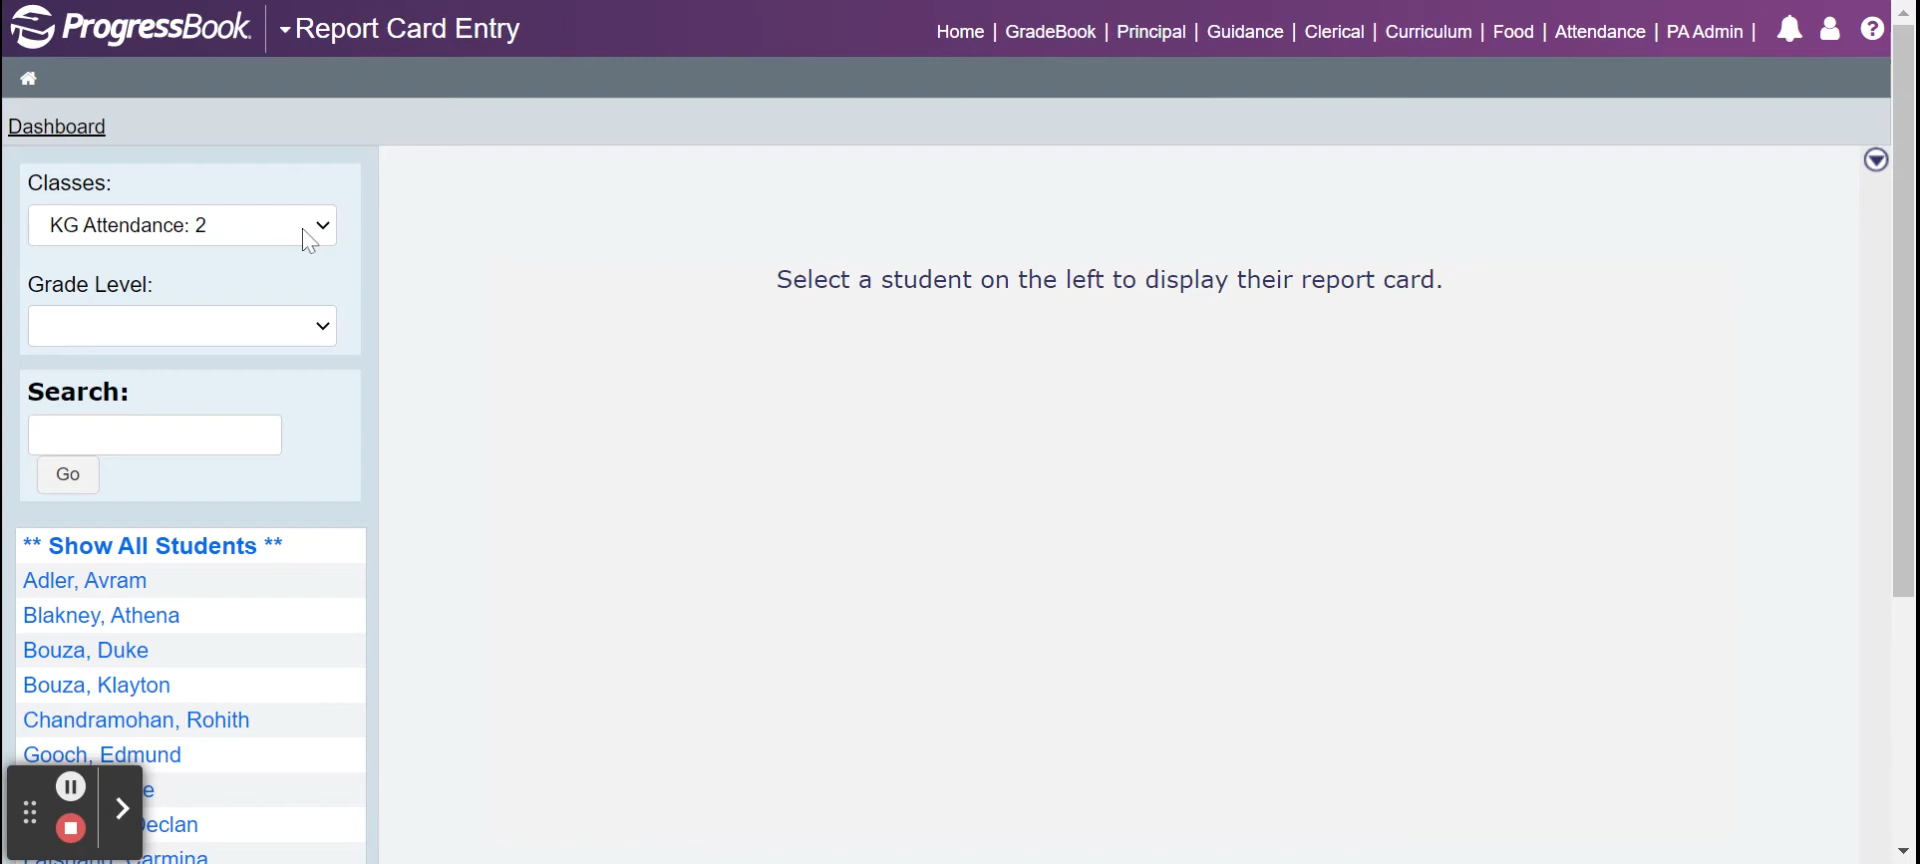 ProgressBook. Report Card Entry
Home | GradeBook | Principal | Guidance | Clerical | Curriculum | Food | Attendance | PA Admin |
Dashboard
Classes:
KG Attendance: 2
Grade Level:
Search:
Go
** Show All Students **
Adler, Avram
Blakney, Athena
Bouza, Duke
Bouza, Klayton
Chandramohan, Rohith
Gooch, Edmund
Select a student on the left to display their report card.